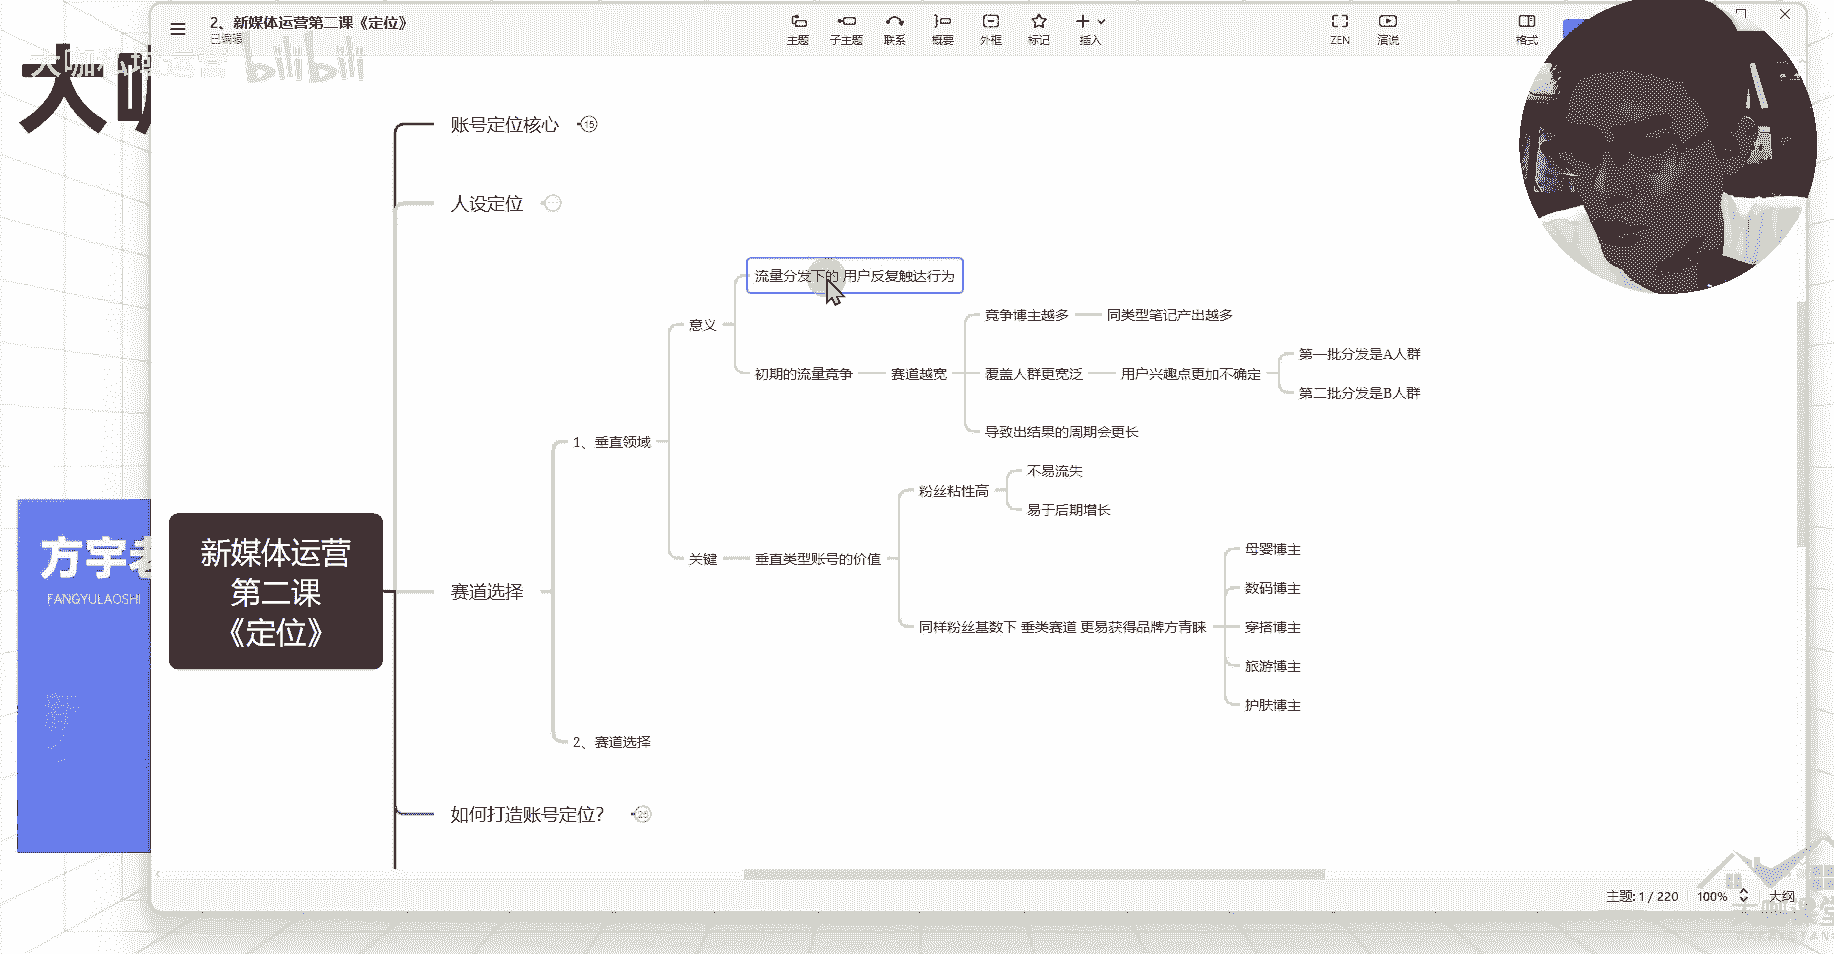 2、新媒体运营第二课《定位》
已编辑
主题
子主题
联系
概要
外框
标记
插入
ZEN
演说
格式
大咖私域运营
bilibili
大咖
账号定位核心
15
人设定位
流量分发下的 用户反复触达行为
意义
竞争博主越多
同类型笔记产出越多
初期的流量竞争
赛道越宽
覆盖人群更宽泛
用户兴趣点更加不确定
第一批分发是A人群
第二批分发是B人群
导致出结果的周期会更长
1、垂直领域
粉丝粘性高
不易流失
易于后期增长
关键
垂直类型账号的价值
母婴博主
数码博主
同样粉丝基数下 垂类赛道 更易获得品牌方青睐
穿搭博主
旅游博主
护肤博主
新媒体运营
第二课
《定位》
赛道选择
2、赛道选择
如何打造账号定位？
方宇老
FANGYULAOSHI
主题: 1 / 220
100%
大纲